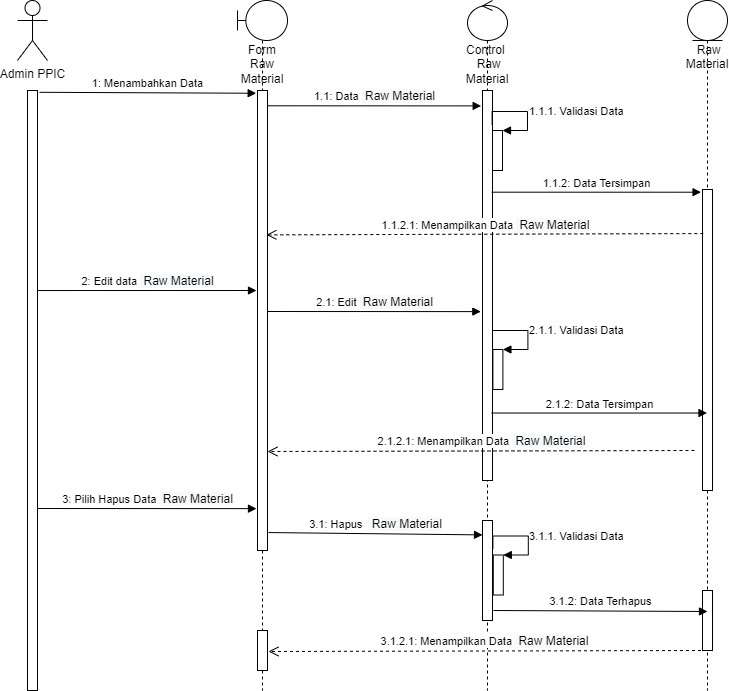 Admin PPIC
Form
Raw
Material
Control
Raw
Material
Raw
Material
1: Menambahkan Data
1.1: Data Raw Material
1.1.1. Validasi Data
1.1.2: Data Tersimpan
1.1.2.1: Menampilkan Data Raw Material
2: Edit data Raw Material
2.1: Edit Raw Material
2.1.1. Validasi Data
2.1.2: Data Tersimpan
2.1.2.1: Menampilkan Data Raw Material
3: Pilih Hapus Data Raw Material
3.1: Hapus Raw Material
3.1.1. Validasi Data
3.1.2: Data Terhapus
3.1.2.1: Menampilkan Data Raw Material